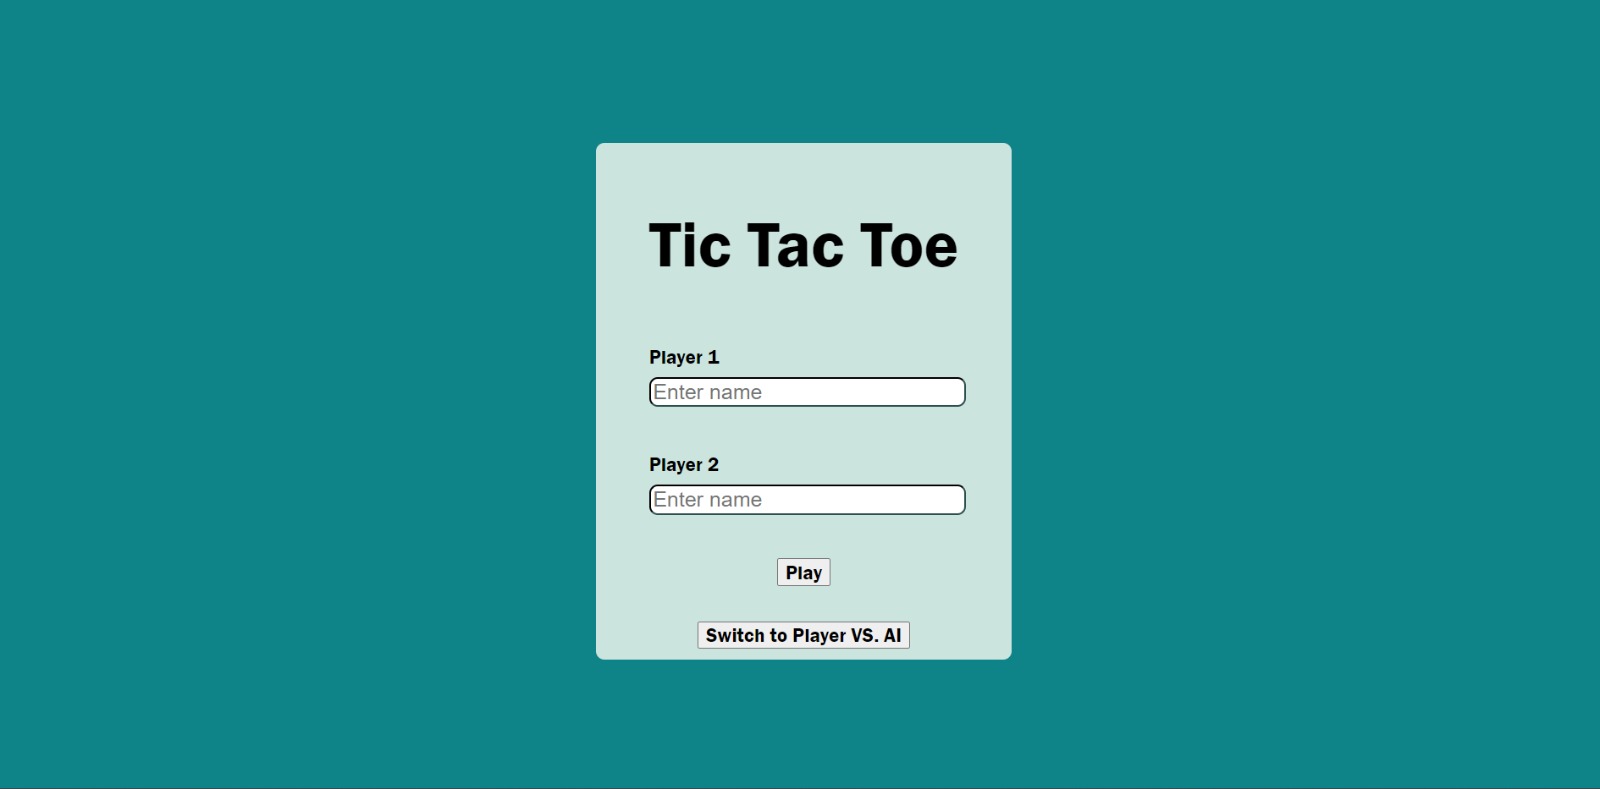 Tic Tac Toe
Player 1
Enter name
Player 2
Enter name
Play
Switch to Player VS. AI